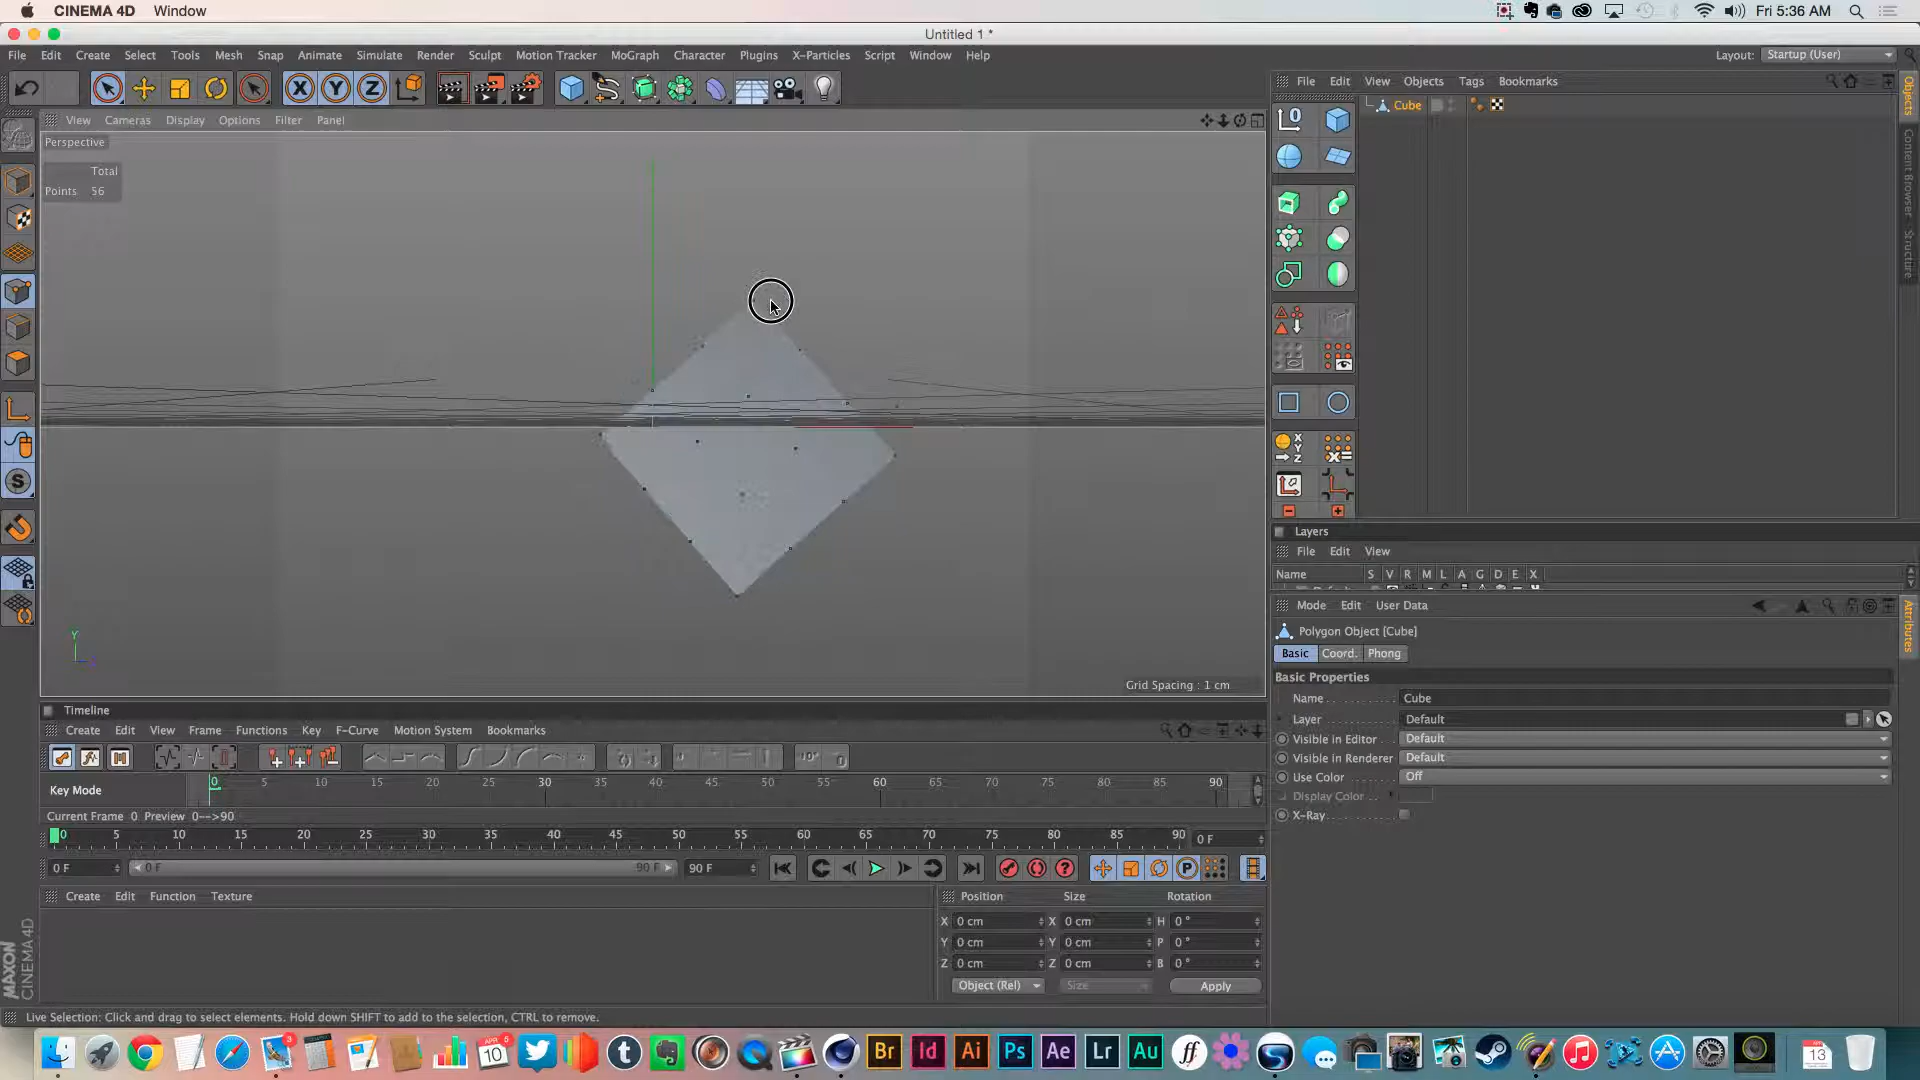 CINEMA 4D Window Fri 5:36 AM
Untitled 1 *
File Edit Create Select Tools Mesh Snap Animate Simulate Render Sculpt Motion Tracker MoGraph Character Plugins X-Particles Script Window Help Layout: Startup (User)
File Edit View Objects Tags Bookmarks
Objects
Content Browser
Structure
Cube
View Cameras Display Options Filter Panel
Perspective
Total
Points 56
Y
Grid Spacing : 1 cm
Layers
File Edit View
Name S V R M L A G D E X
Mode Edit User Data
Attributes
Polygon Object [Cube]
Basic Coord. Phong
Basic Properties
Name Cube
Layer Default
Visible in Editor Default
Visible in Renderer Default
Use Color Off
Display Color
X-Ray
Timeline
Create Edit View Frame Functions Key F-Curve Motion System Bookmarks
Key Mode 0 5 10 15 20 25 30 35 40 45 50 55 60 65 70 75 80 85 90
Current Frame 0 Preview 0-->90
0 5 10 15 20 25 30 35 40 45 50 55 60 65 70 75 80 85 90 0 F
0 F 0 F 90 F 90 F
Create Edit Function Texture
Position Size Rotation
X 0 cm X 0 cm H 0 °
Y 0 cm Y 0 cm P 0 °
Z 0 cm Z 0 cm B 0 °
Object (Rel) Size Apply
MAXON
CINEMA 4D
Live Selection: Click and drag to select elements. Hold down SHIFT to add to the selection, CTRL to remove.
3 APR 10 5 t Br Id Ai Ps Ae Lr Au ff 13